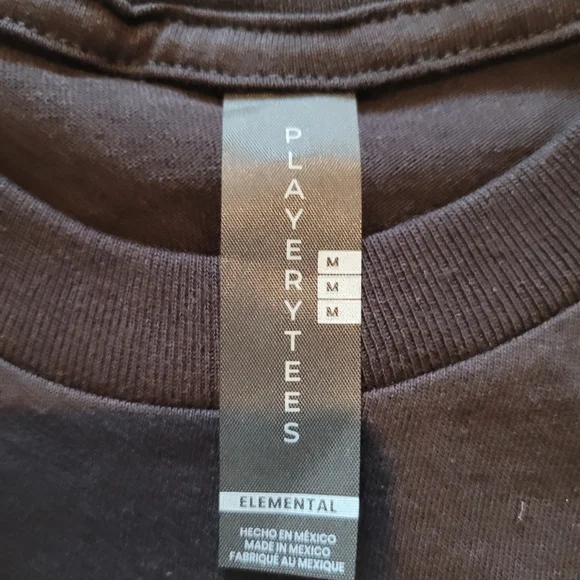 PLAYERYTEES
M
M
M
ELEMENTAL
HECHO EN MÉXICO
MADE IN MEXICO
FABRIQUÉ AU MEXIQUE